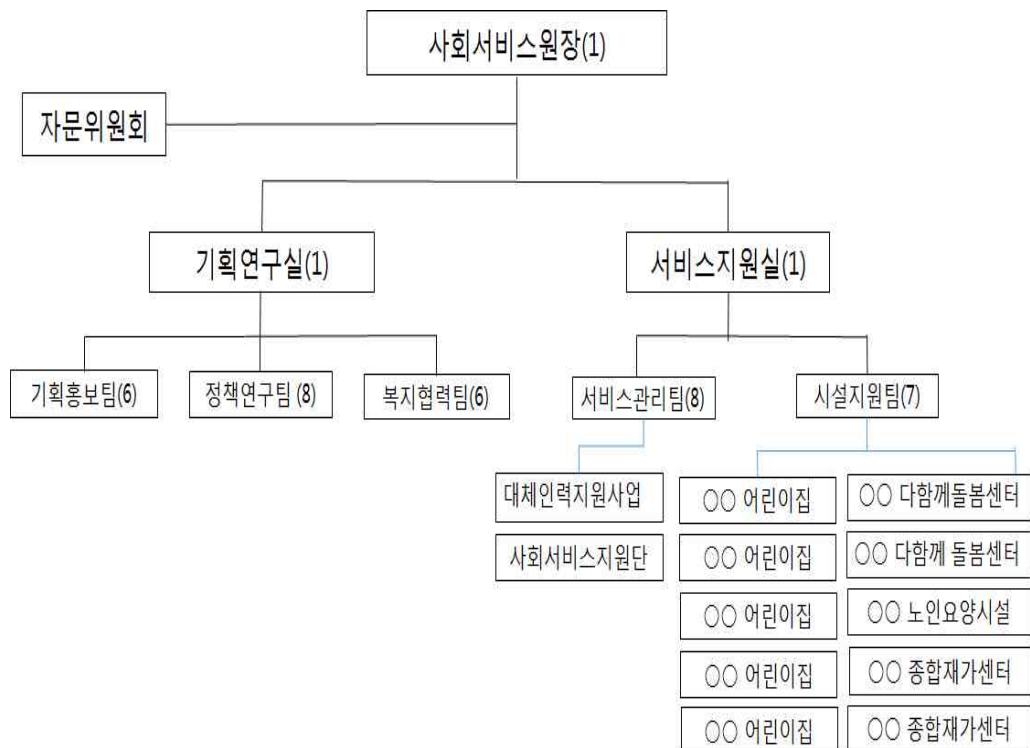 사회서비스원장(1)
자문위원회
기획연구실(1)
서비스지원실(1)
기획홍보팀(6)
정책연구팀 (8)
복지협력팀(6)
서비스관리팀(8)
시설지원팀(7)
대체인력지원사업
사회서비스지원단
○○ 어린이집
○○ 어린이집
○○ 어린이집
○○ 어린이집
○○ 어린이집
○○ 다함께돌봄센터
○○ 다함께 돌봄센터
○○ 노인요양시설
○○ 종합재가센터
○○ 종합재가센터